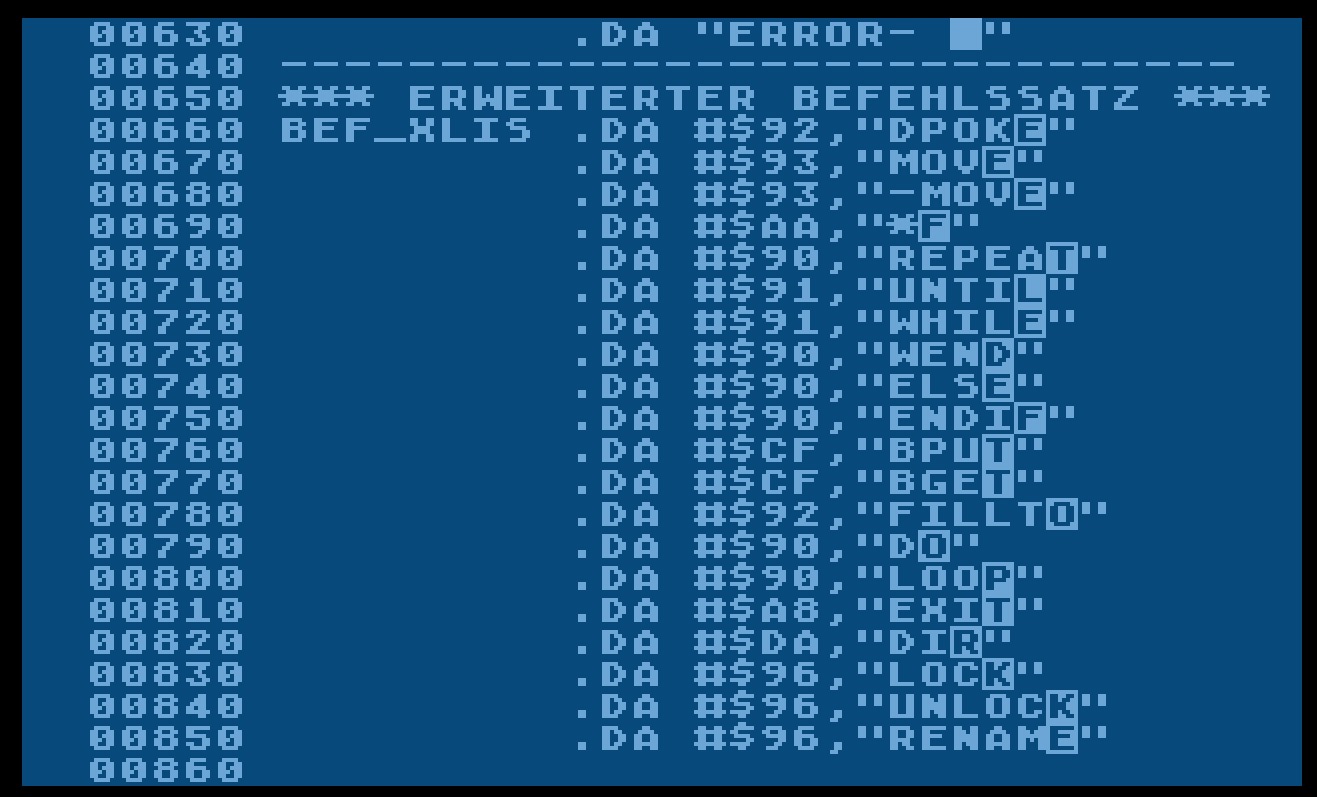 00630 .DA "ERROR- "
00640 ------------------------------
00650 *** ERWEITERTER BEFEHLSSATZ ***
00660 BEF_XLIS .DA #$92,"DPOKE"
00670 .DA #$93,"MOVE"
00680 .DA #$93,"-MOVE"
00690 .DA #$AA,"*F"
00700 .DA #$90,"REPEAT"
00710 .DA #$91,"UNTIL"
00720 .DA #$91,"WHILE"
00730 .DA #$90,"WEND"
00740 .DA #$90,"ELSE"
00750 .DA #$90,"ENDIF"
00760 .DA #$CF,"BPUT"
00770 .DA #$CF,"BGET"
00780 .DA #$92,"FILLTO"
00790 .DA #$90,"DO"
00800 .DA #$90,"LOOP"
00810 .DA #$A8,"EXIT"
00820 .DA #$DA,"DIR"
00830 .DA #$96,"LOCK"
00840 .DA #$96,"UNLOCK"
00850 .DA #$96,"RENAME"
00860